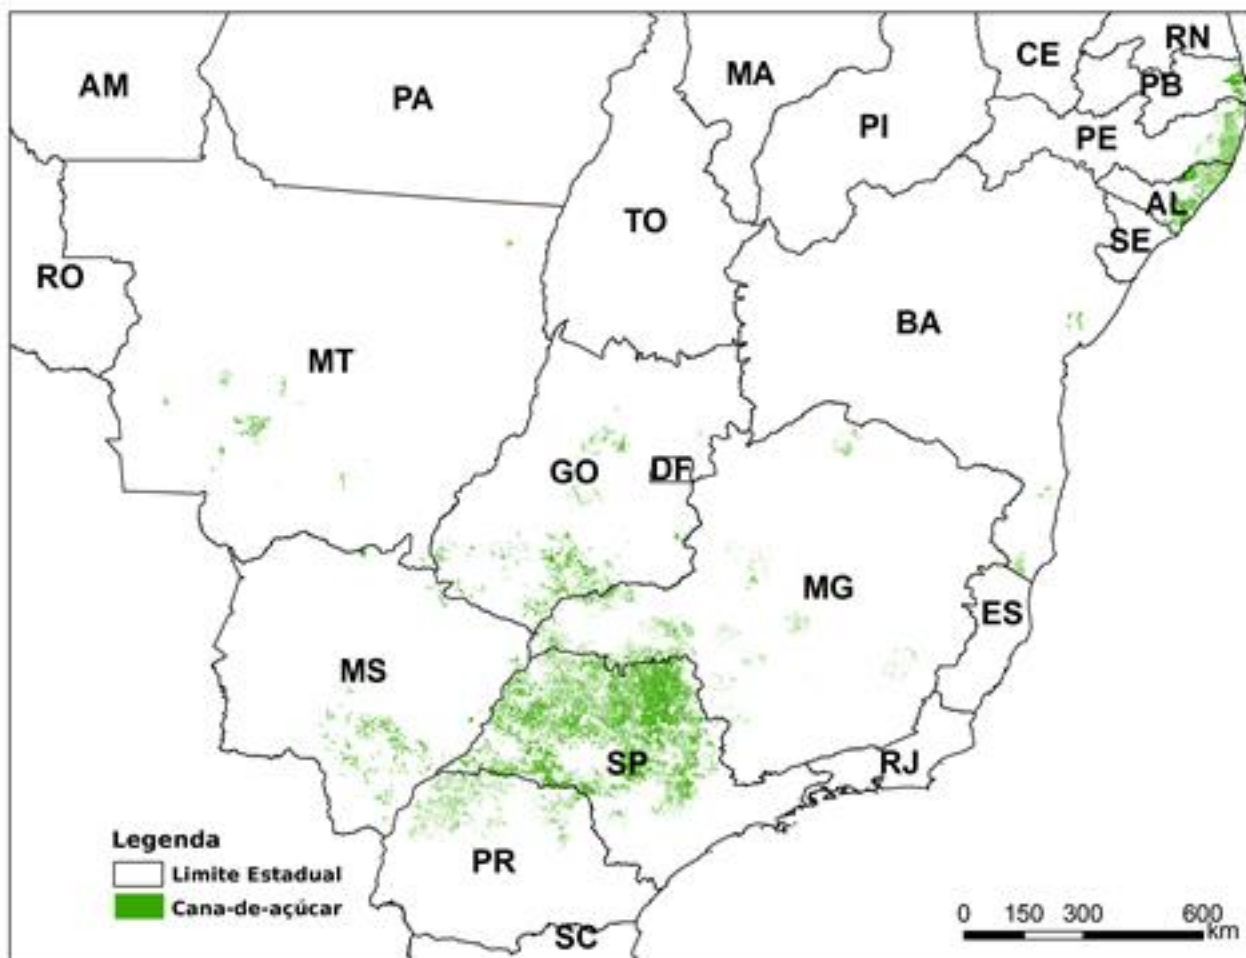 RN
CE
MA
PB
AM
PA
PI
PE
AL
TO
SE
RO
BA
MT
GO
DF
MG
ES
MS
SP
RJ
Legenda
Limite Estadual
PR
Cana-de-açúcar
0 150 300 600
km
SC